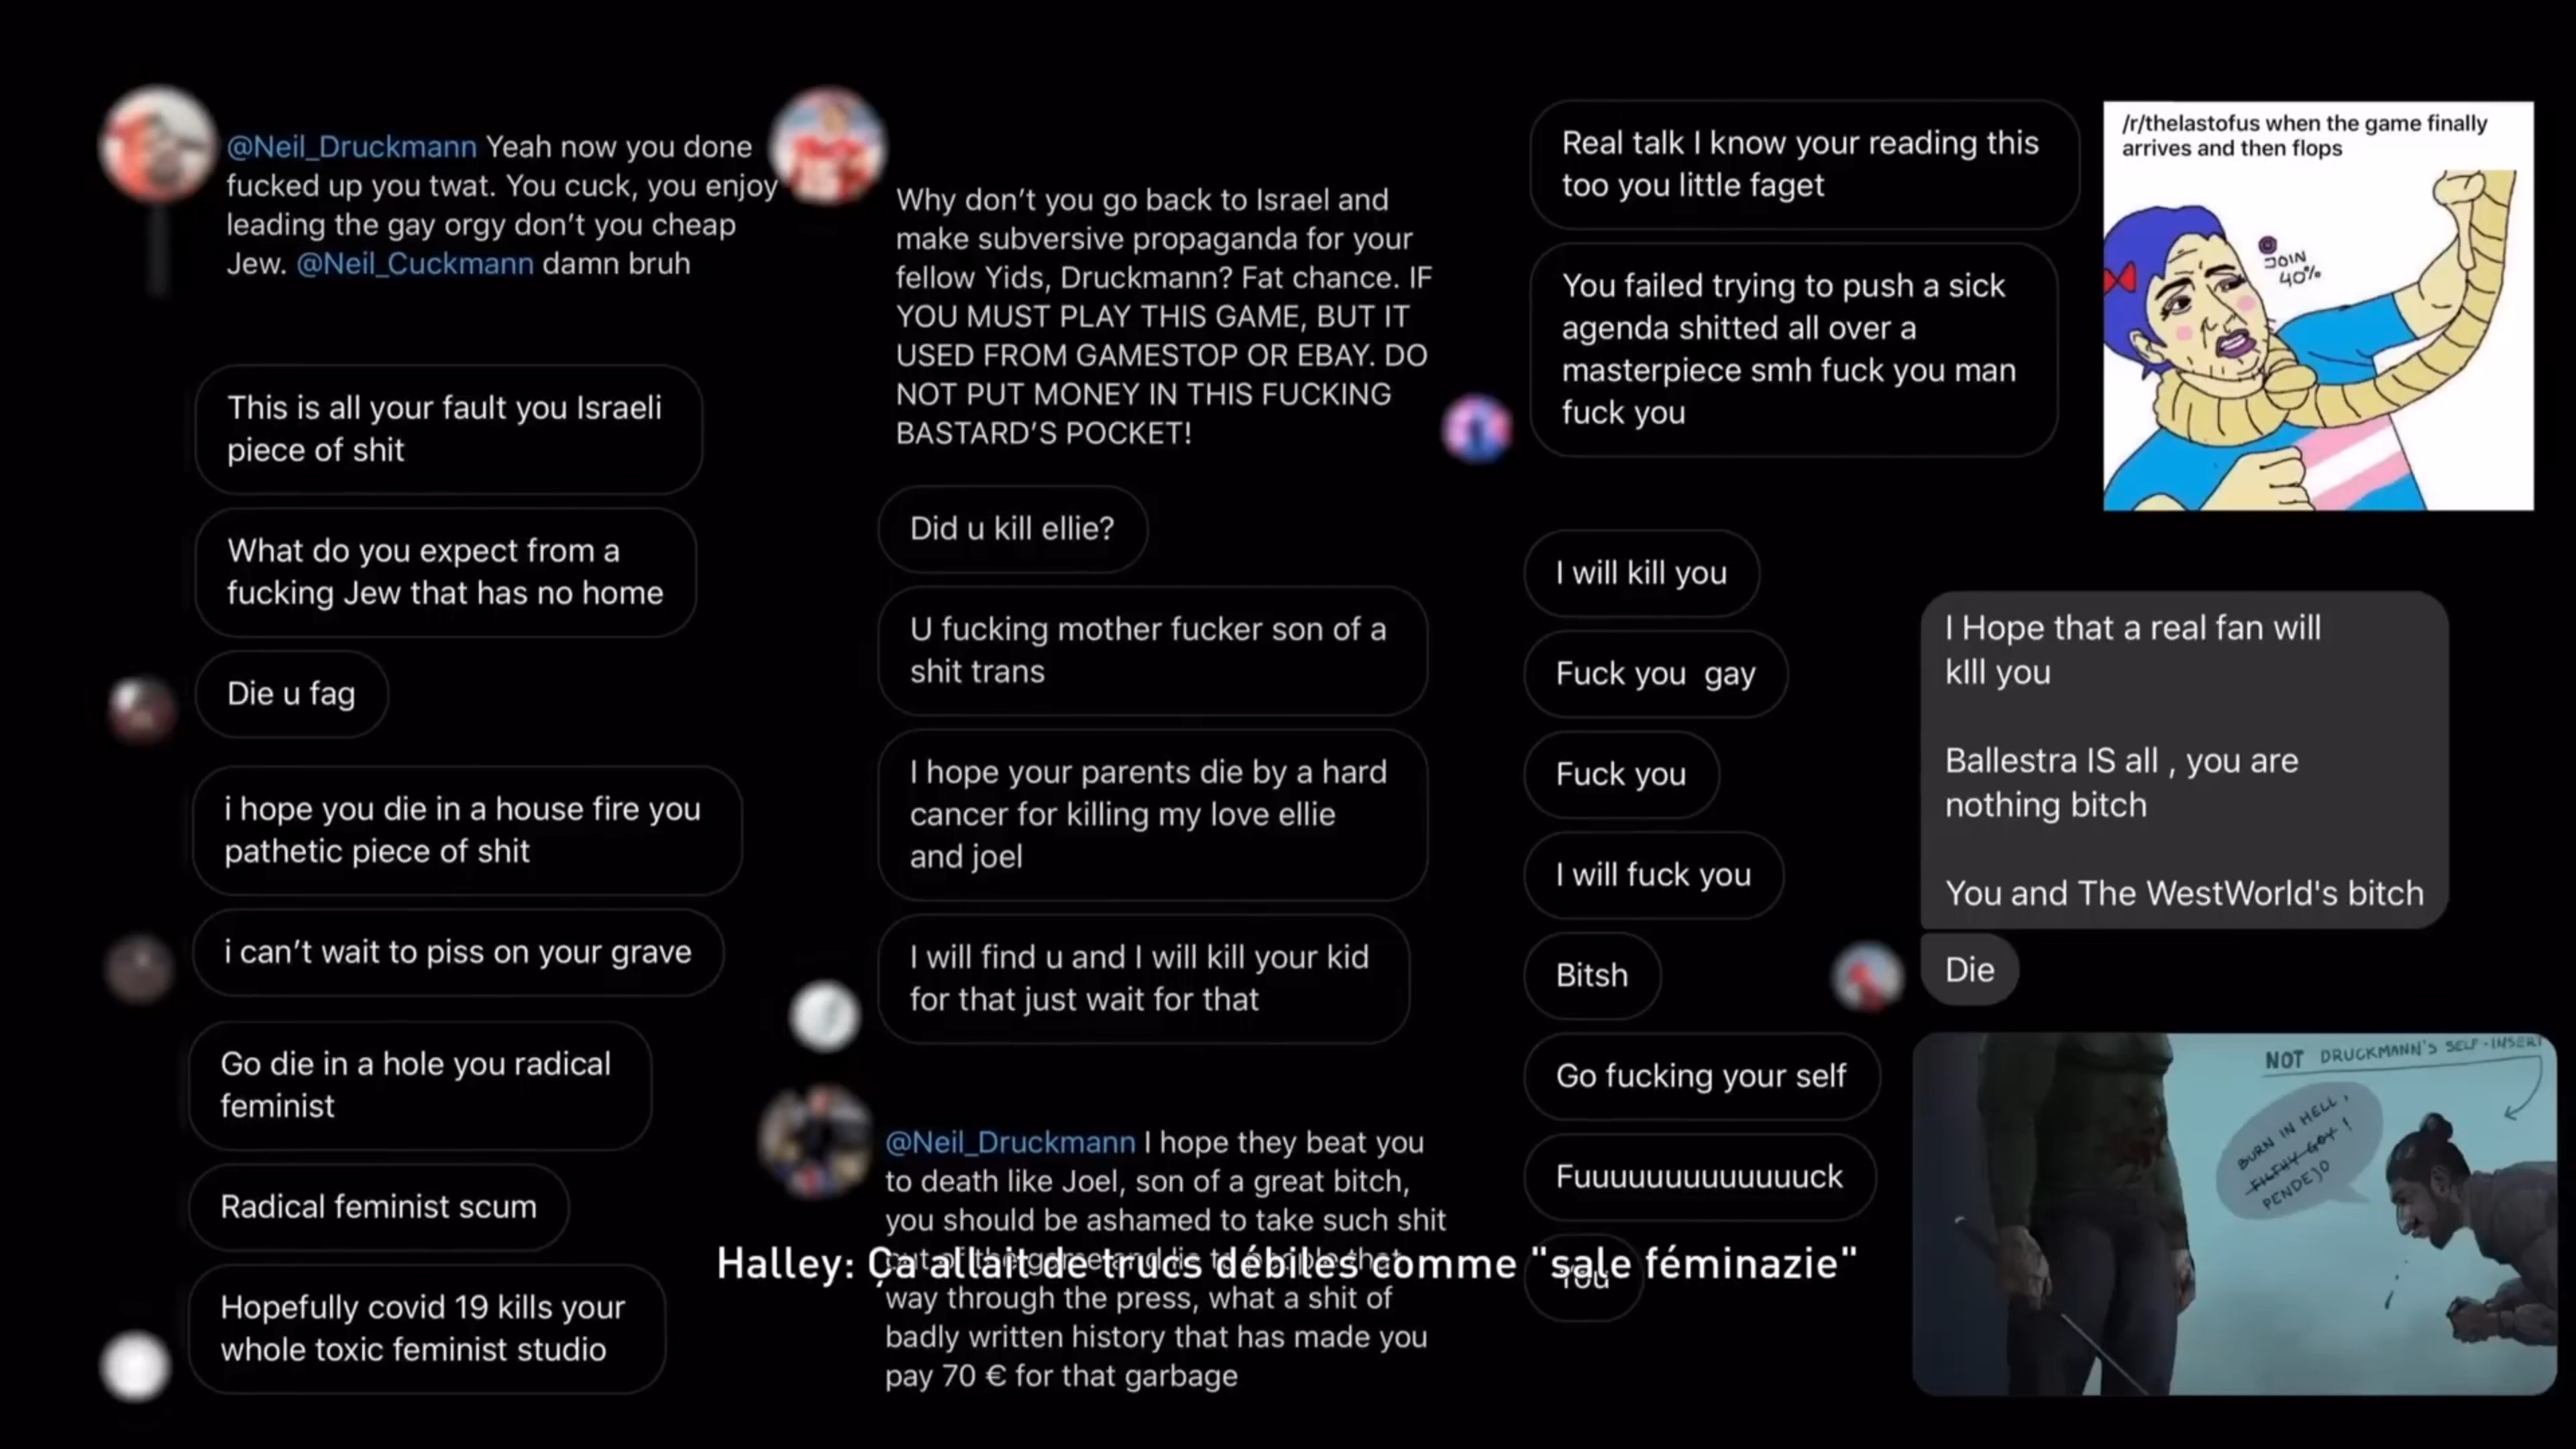 @Neil_Druckmann Yeah now you done
fucked up you twat. You cuck, you enjoy
leading the gay orgy don't you cheap
Jew. @Neil_Cuckmann damn bruh
This is all your fault you Israeli
piece of shit
What do you expect from a
fucking Jew that has no home
Die u fag
i hope you die in a house fire you
pathetic piece of shit
i can't wait to piss on your grave
Go die in a hole you radical
feminist
Radical feminist scum
Hopefully covid 19 kills your
whole toxic feminist studio
Why don't you go back to Israel and
make subversive propaganda for your
fellow Yids, Druckmann? Fat chance. IF
YOU MUST PLAY THIS GAME, BUT IT
USED FROM GAMESTOP OR EBAY. DO
NOT PUT MONEY IN THIS FUCKING
BASTARD'S POCKET!
Did u kill ellie?
U fucking mother fucker son of a
shit trans
I hope your parents die by a hard
cancer for killing my love ellie
and joel
I will find u and I will kill your kid
for that just wait for that
@Neil_Druckmann I hope they beat you
to death like Joel, son of a great bitch,
you should be ashamed to take such shit
out of the game and lie to people that
way through the press, what a shit of
badly written history that has made you
pay 70 € for that garbage
Real talk I know your reading this
too you little faget
You failed trying to push a sick
agenda shitted all over a
masterpiece smh fuck you man
fuck you
I will kill you
Fuck you gay
Fuck you
I will fuck you
Bitsh
Go fucking your self
Fuuuuuuuuuuuuuck
You
/r/thelastofus when the game finally
arrives and then flops
JOIN
40%
I Hope that a real fan will
kIll you
Ballestra IS all , you are
nothing bitch
You and The WestWorld's bitch
Die
NOT DRUCKMANN'S SELF-INSERT
BURN IN HELL,
FILTHY GOY!
PENDEJO
Halley: Ça allait de trucs débiles comme "sale féminazie"